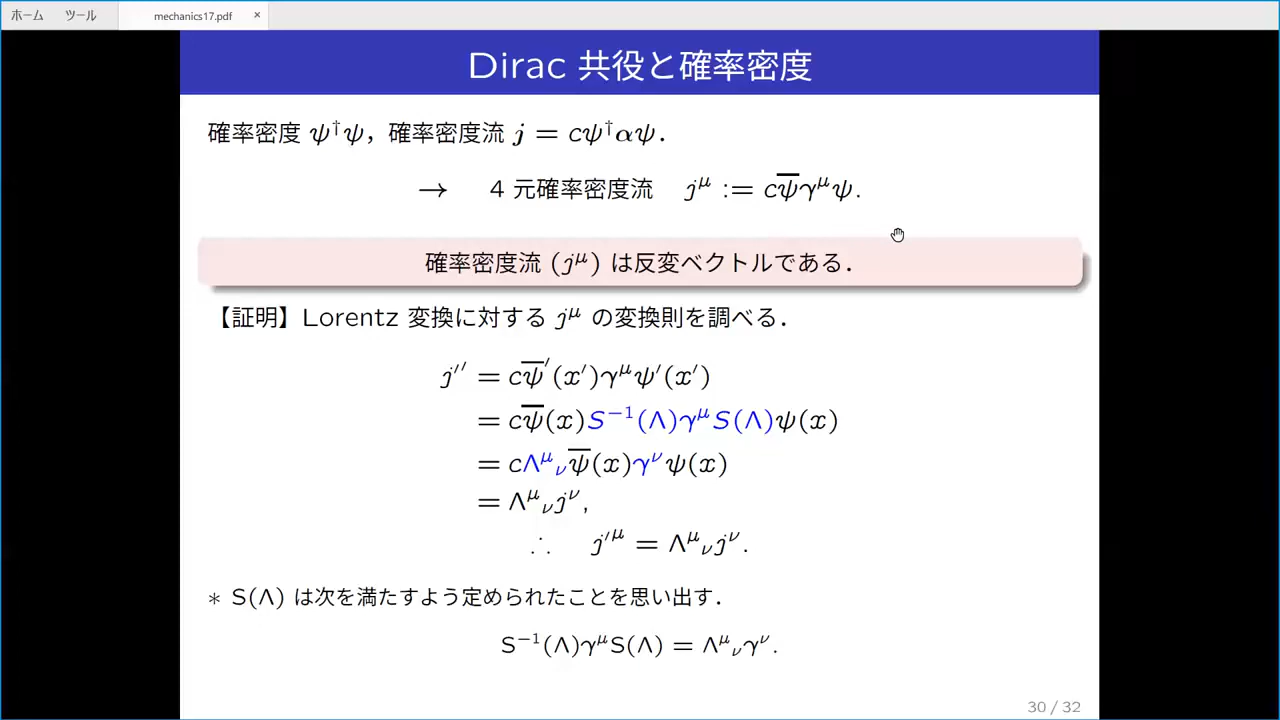 ホーム ツール mechanics17.pdf ×
Dirac 共役と確率密度
確率密度 ψ†ψ，確率密度流 j = cψ†αψ．
→ 4 元確率密度流 j^μ := cψ̅γ^μψ.
確率密度流 (j^μ) は反変ベクトルである．
【証明】Lorentz 変換に対する j^μ の変換則を調べる．
j′′ = cψ̅′(x′)γ^μψ′(x′)
= cψ̅(x)S⁻¹(Λ)γ^μS(Λ)ψ(x)
= cΛ^μ_νψ̅(x)γ^νψ(x)
= Λ^μ_νj^ν,
∴ j′^μ = Λ^μ_νj^ν.
∗ S(Λ) は次を満たすよう定められたことを思い出す．
S⁻¹(Λ)γ^μS(Λ) = Λ^μ_νγ^ν.
30 / 32